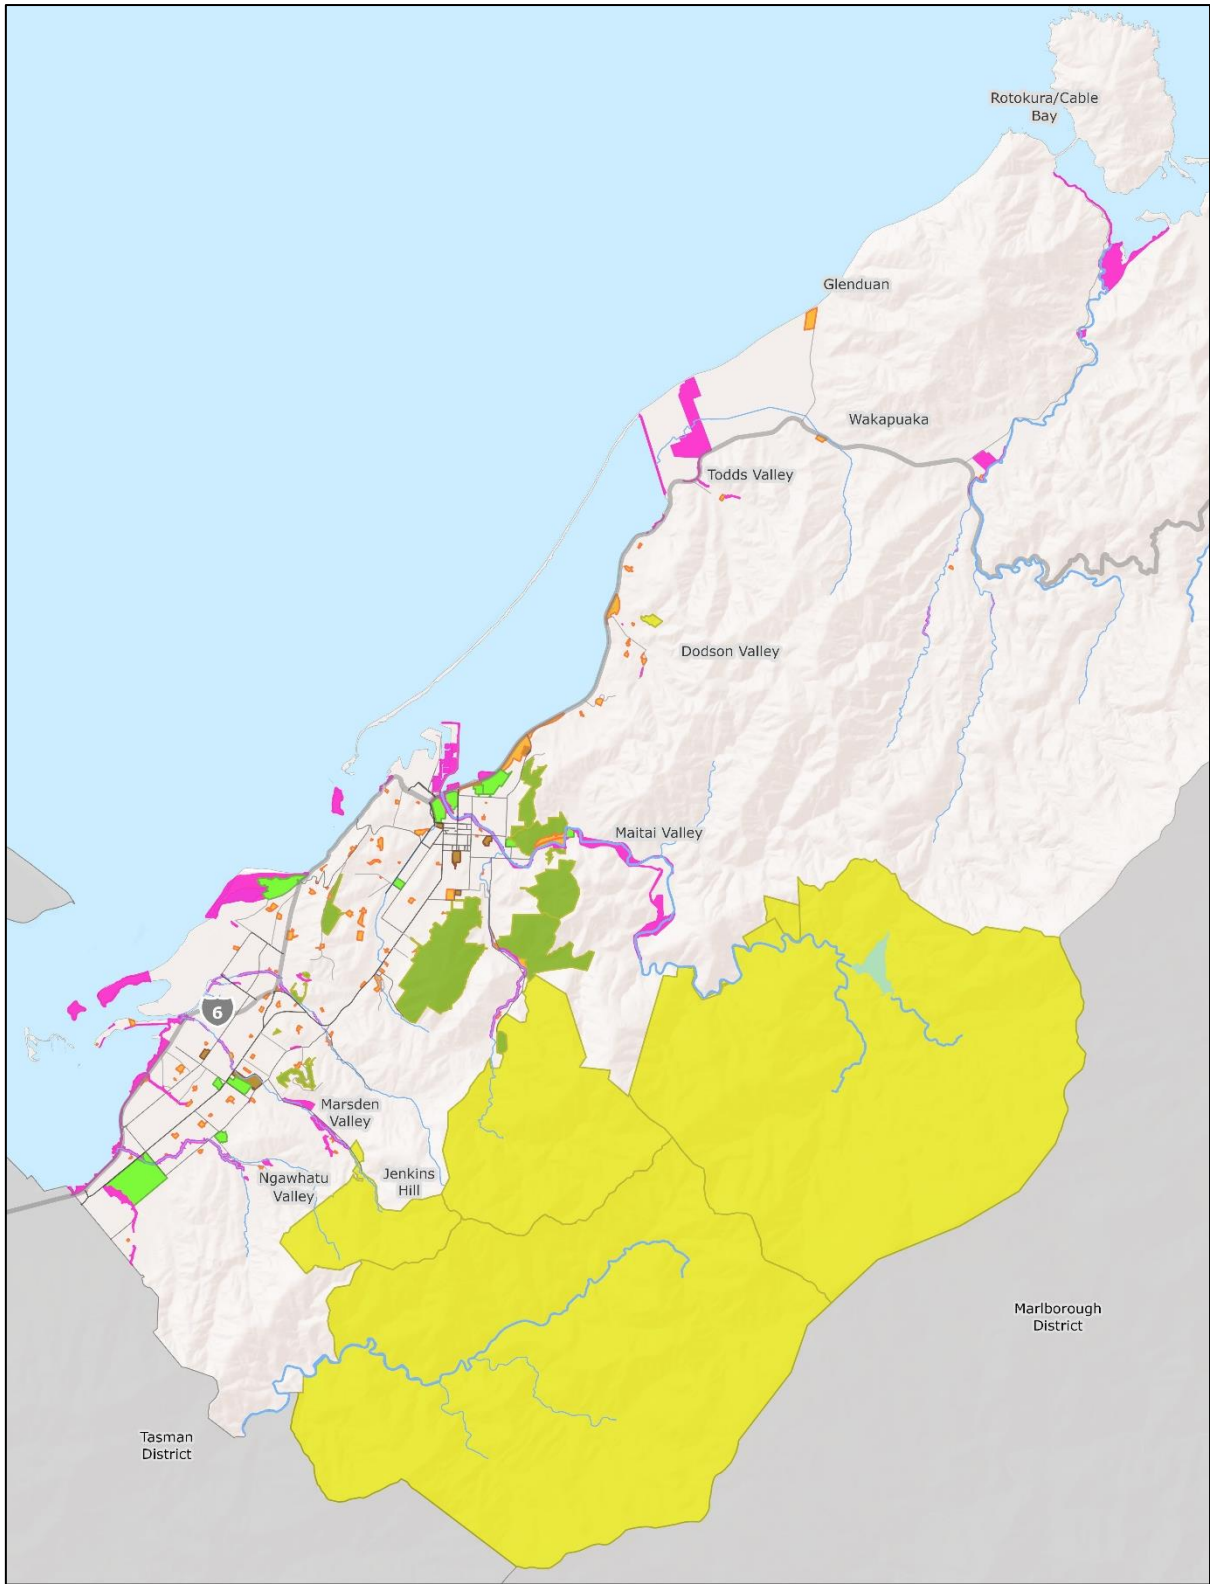 Rotokura/Cable
Bay
Glenduan
Wakapuaka
Todds Valley
Dodson Valley
Maitai Valley
6
Marsden
Valley
Ngawhatu
Valley
Jenkins
Hill
Marlborough
District
Tasman
District